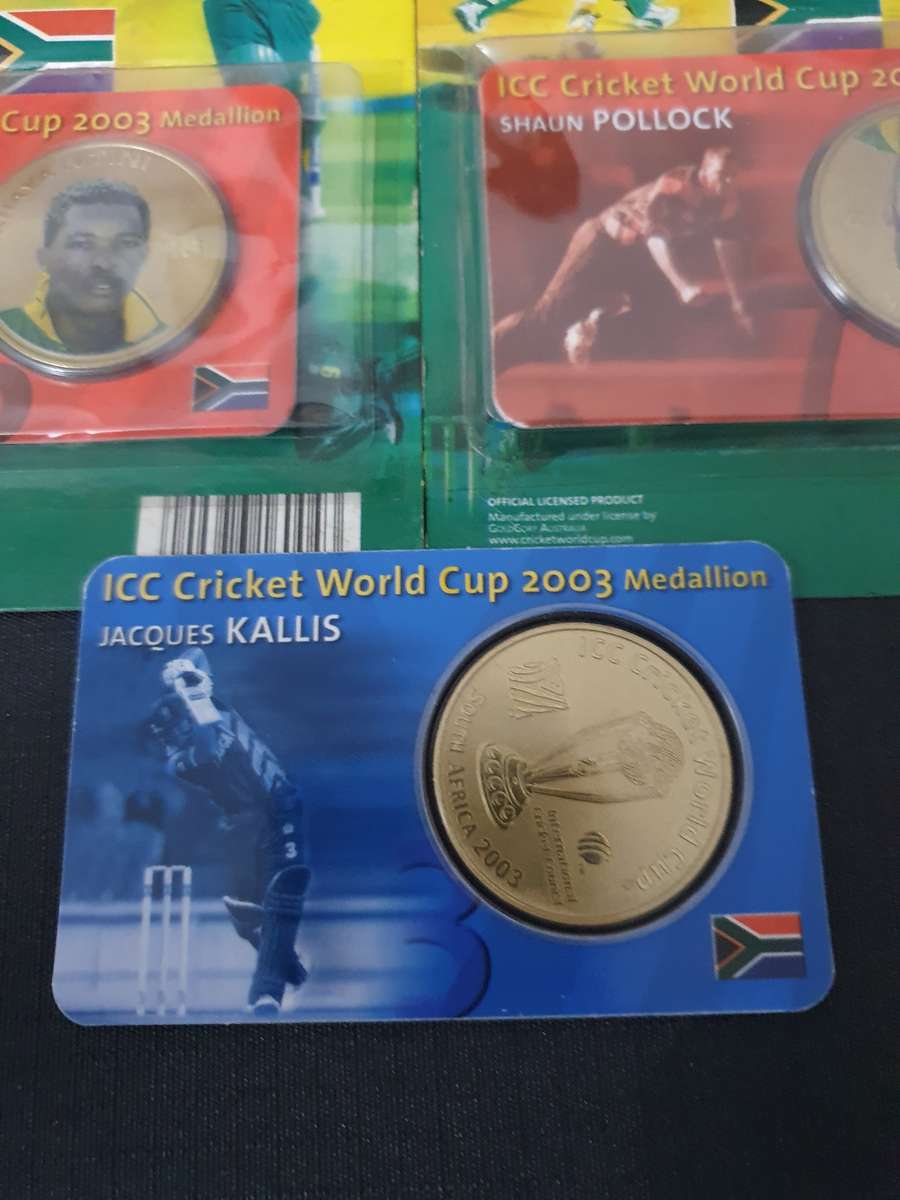 Cup 2003 Medallion
ICC Cricket World Cup 20
SHAUN POLLOCK
OFFICIAL LICENSED PRODUCT
Manufactured under license by
GOLDCORP AUSTRALIA
www.cricketworldcup.com
ICC Cricket World Cup 2003 Medallion
JACQUES KALLIS
ICC Cricket World Cup
SOUTH AFRICA 2003
International
Cricket Council
3